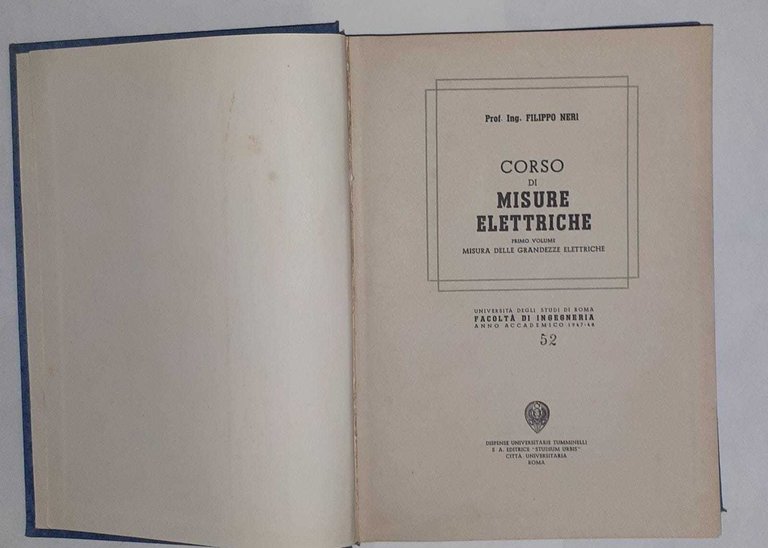 Prof. Ing. FILIPPO NERI
CORSO
DI
MISURE
ELETTRICHE
PRIMO VOLUME
MISURA DELLE GRANDEZZE ELETTRICHE
UNIVERSITÀ DEGLI STUDI DI ROMA
FACOLTÀ DI INGEGNERIA
ANNO ACCADEMICO 1947-48
52
DISPENSE UNIVERSITARIE TUMMINELLI
S. A. EDITRICE "STUDIUM URBIS"
CITTÀ UNIVERSITARIA
ROMA